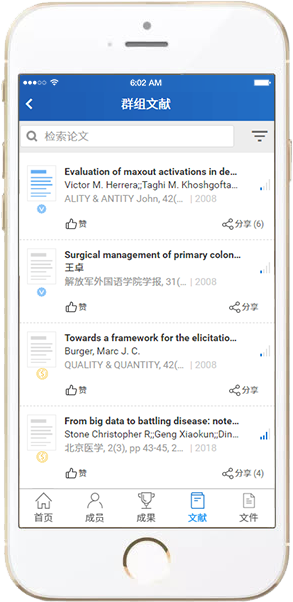 6:02 AM
群组文献
检索论文
Evaluation of maxout activations in de...
Victor M. Herrera;;Taghi M. Khoshgofta...
ALITY & ANTITY John, 42(... | 2008
赞 分享 (6)
Surgical management of primary colon...
王卓
解放军外国语学院学报, 31(... | 2008
赞 分享
Towards a framework for the elicitatio...
Burger, Marc J. C.
QUALITY & QUANTITY, 42(... | 2008
赞 分享
From big data to battling disease: note...
Stone Christopher R;;Geng Xiaokun;;Din...
北京医学, 2(3), pp 43-45, 2... | 2018
赞 分享 (4)
首页 成员 成果 文献 文件